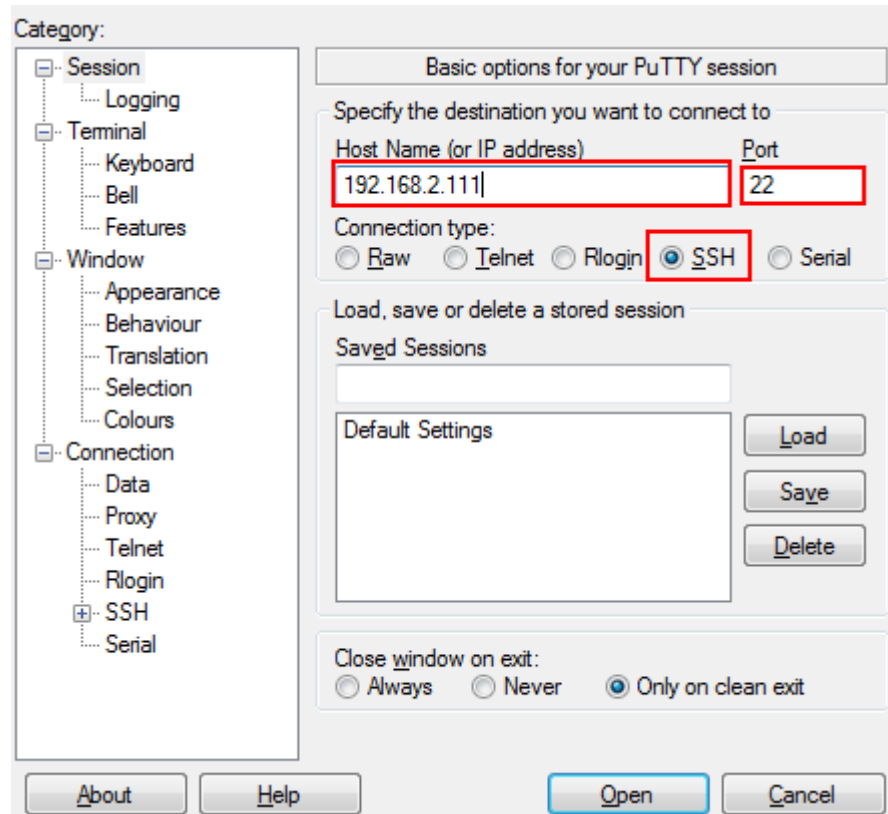 Category:
Session
Logging
Terminal
Keyboard
Bell
Features
Window
Appearance
Behaviour
Translation
Selection
Colours
Connection
Data
Proxy
Telnet
Rlogin
SSH
Serial
Basic options for your PuTTY session
Specify the destination you want to connect to
Host Name (or IP address) Port
192.168.2.111 22
Connection type:
Raw Telnet Rlogin SSH Serial
Load, save or delete a stored session
Saved Sessions
Default Settings
Load
Save
Delete
Close window on exit:
Always Never Only on clean exit
About Help Open Cancel